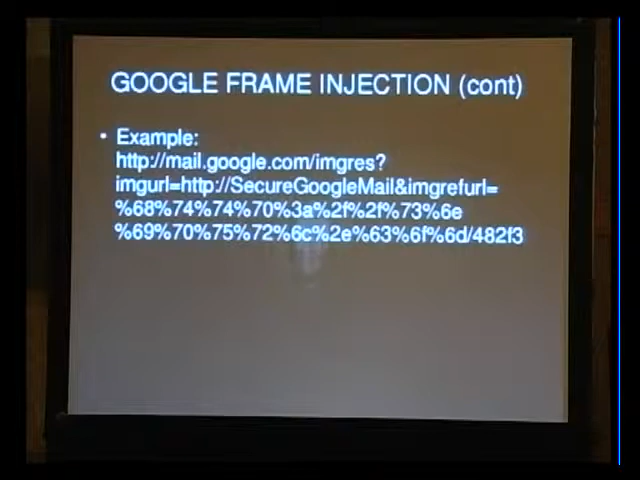 GOOGLE FRAME INJECTION (cont)
• Example:
http://mail.google.com/imgres?
imgurl=http://SecureGoogleMail&imgrefurl=
%68%74%74%70%3a%2f%2f%73%6e
%69%70%75%72%6c%2e%63%6f%6d/482f3